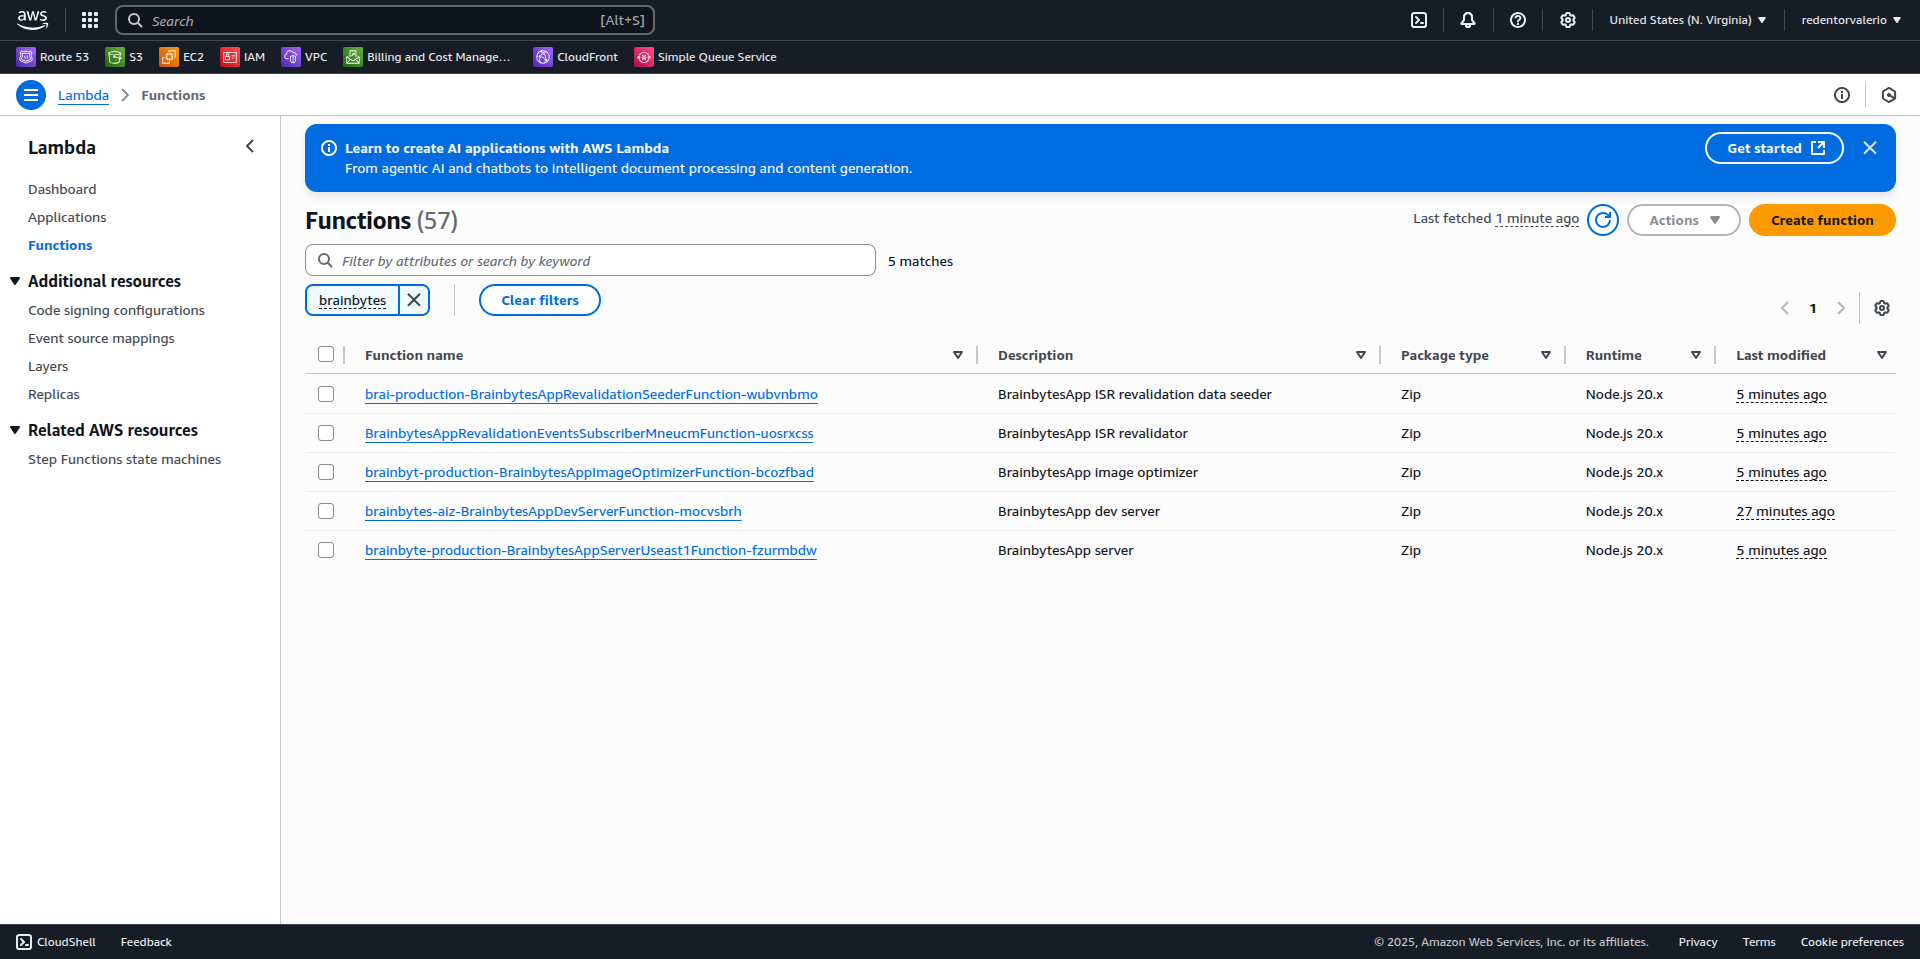 aws
Search [Alt+S]
United States (N. Virginia)
redentorvalerio
Route 53 S3 EC2 IAM VPC Billing and Cost Manage... CloudFront Simple Queue Service
Lambda Functions
Lambda
Dashboard
Applications
Functions
Additional resources
Code signing configurations
Event source mappings
Layers
Replicas
Related AWS resources
Step Functions state machines
Learn to create AI applications with AWS Lambda
From agentic AI and chatbots to intelligent document processing and content generation.
Get started
Functions (57)
Last fetched 1 minute ago
Actions
Create function
Filter by attributes or search by keyword
5 matches
brainbytes
Clear filters
1
Function name Description Package type Runtime Last modified
brai-production-BrainbytesAppRevalidationSeederFunction-wubvnbmo BrainbytesApp ISR revalidation data seeder Zip Node.js 20.x 5 minutes ago
BrainbytesAppRevalidationEventsSubscriberMneucmFunction-uosrxcss BrainbytesApp ISR revalidator Zip Node.js 20.x 5 minutes ago
brainbyt-production-BrainbytesAppImageOptimizerFunction-bcozfbad BrainbytesApp image optimizer Zip Node.js 20.x 5 minutes ago
brainbytes-aiz-BrainbytesAppDevServerFunction-mocvsbrh BrainbytesApp dev server Zip Node.js 20.x 27 minutes ago
brainbyte-production-BrainbytesAppServerUseast1Function-fzurmbdw BrainbytesApp server Zip Node.js 20.x 5 minutes ago
CloudShell Feedback
© 2025, Amazon Web Services, Inc. or its affiliates. Privacy Terms Cookie preferences